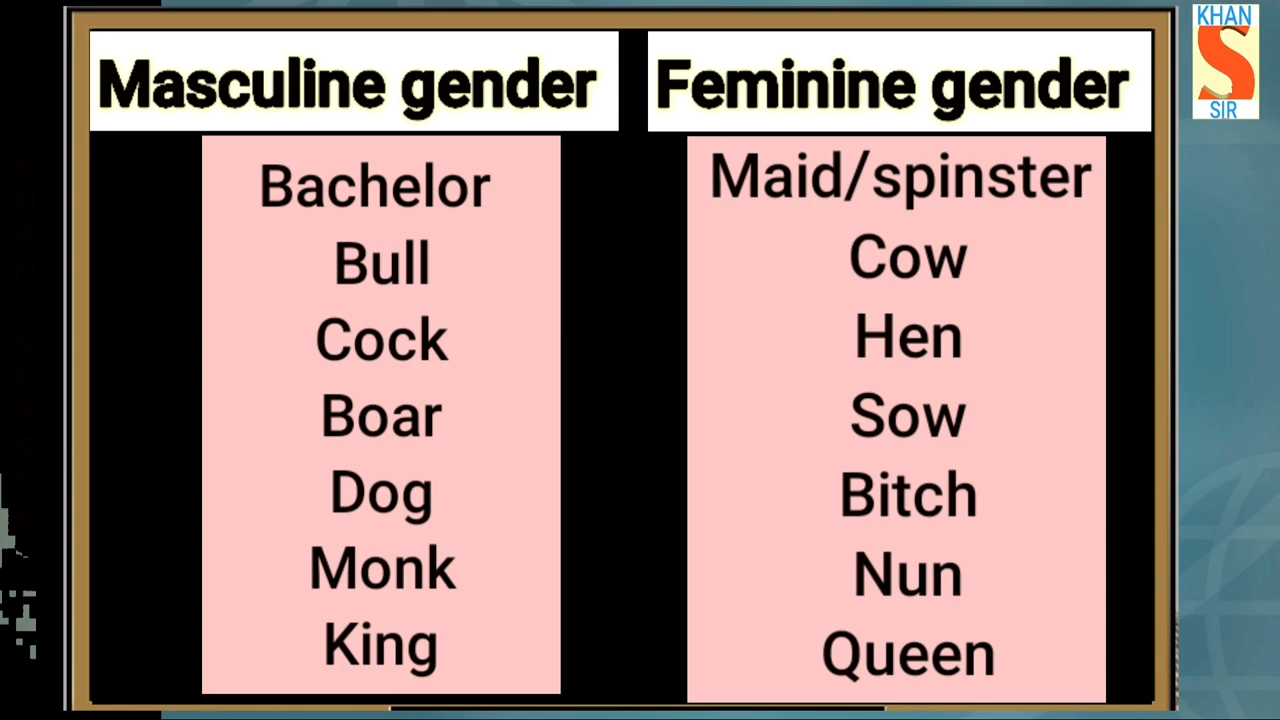 Masculine gender
Feminine gender
Bachelor
Bull
Cock
Boar
Dog
Monk
King
Maid/spinster
Cow
Hen
Sow
Bitch
Nun
Queen
KHAN
S
SIR